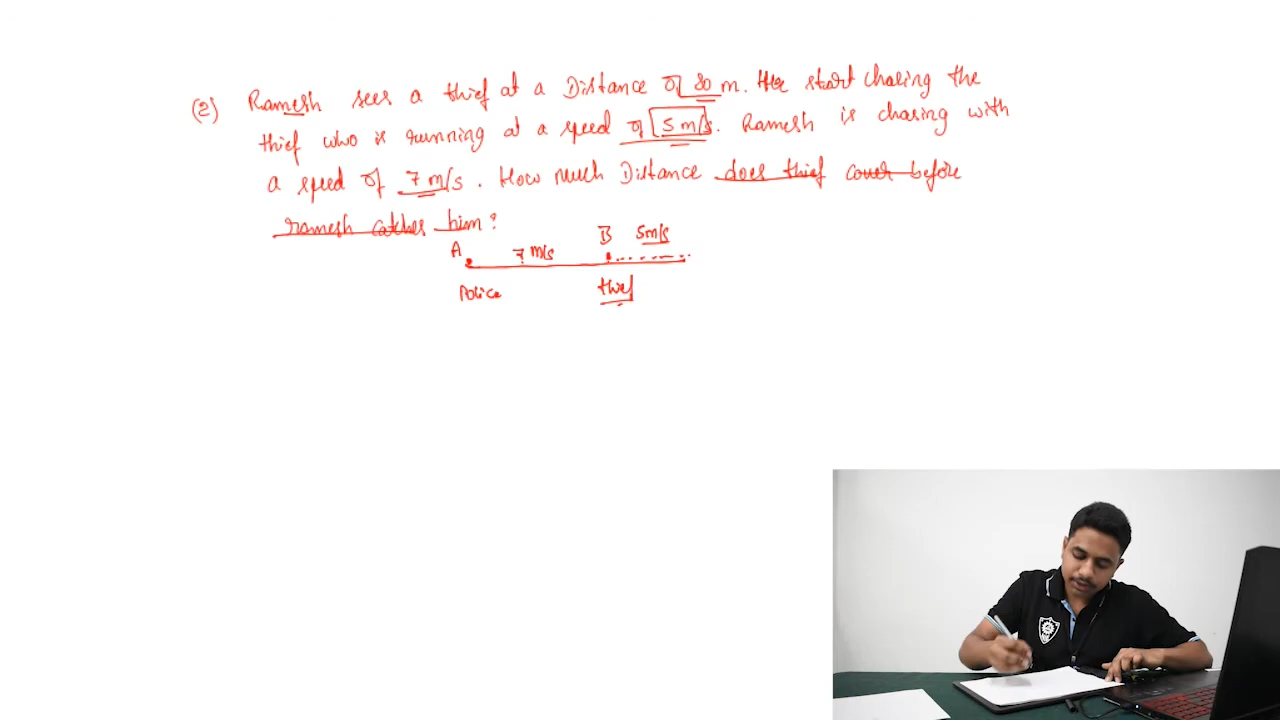 (2) Ramesh sees a thief at a Distance of 80 m. He start chasing the
thief who is running at a speed of 5 m/s. Ramesh is chasing with
a speed of 7 m/s. How much Distance does thief cover before
ramesh catches him?
A 7 m/s B 5m/s
Police thief